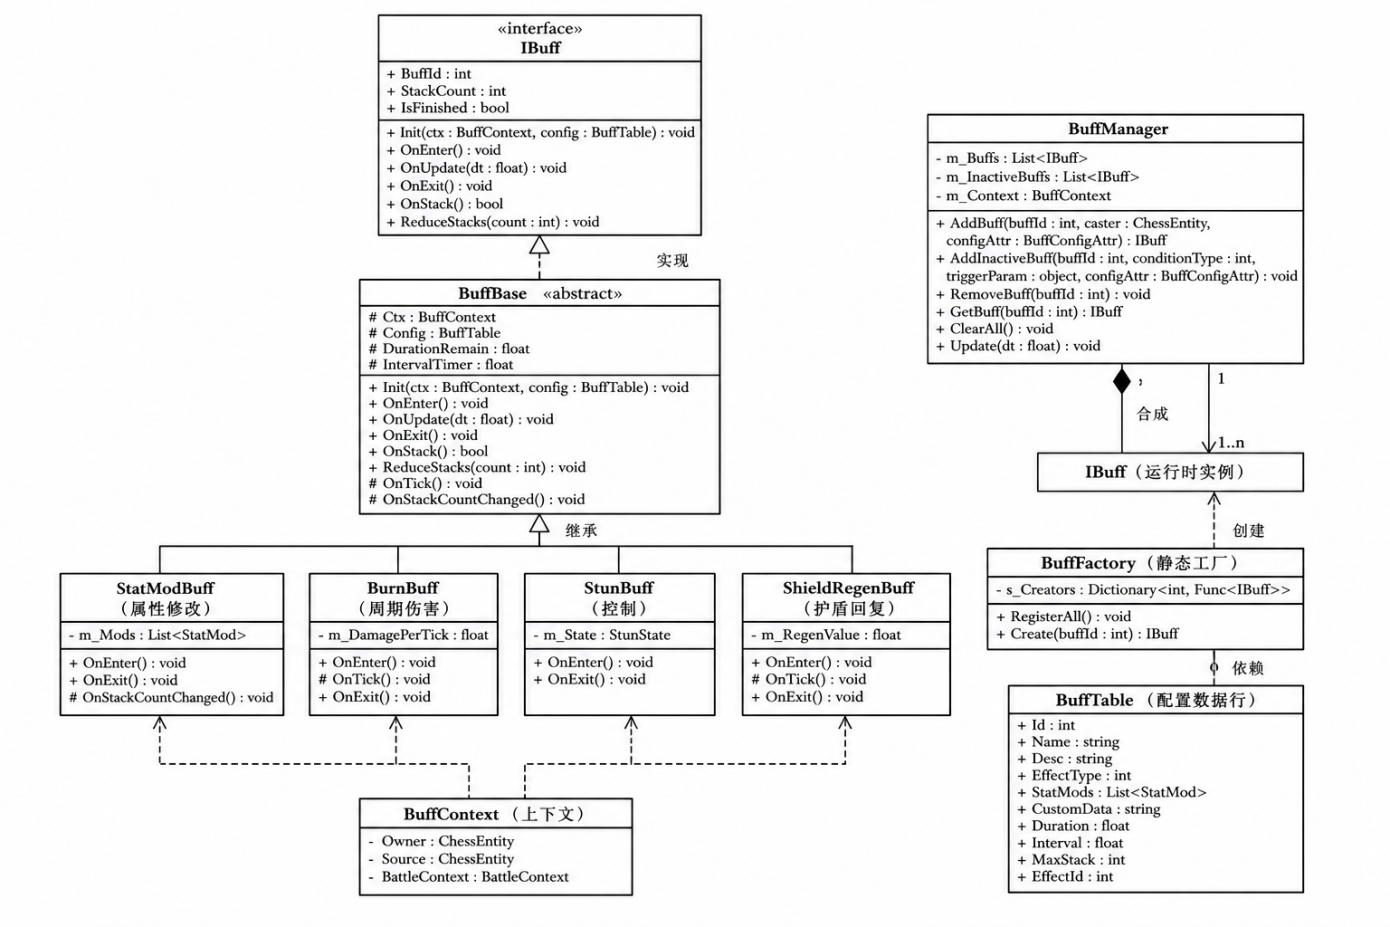 «interface»
IBuff
+ BuffId : int
+ StackCount : int
+ IsFinished : bool
+ Init(ctx : BuffContext, config : BuffTable) : void
+ OnEnter() : void
+ OnUpdate(dt : float) : void
+ OnExit() : void
+ OnStack() : bool
+ ReduceStacks(count : int) : void
实现
BuffBase «abstract»
# Ctx : BuffContext
# Config : BuffTable
# DurationRemain : float
# IntervalTimer : float
+ Init(ctx : BuffContext, config : BuffTable) : void
+ OnEnter() : void
+ OnUpdate(dt : float) : void
+ OnExit() : void
+ OnStack() : bool
+ ReduceStacks(count : int) : void
# OnTick() : void
# OnStackCountChanged() : void
继承
StatModBuff
（属性修改）
- m_Mods : List<StatMod>
+ OnEnter() : void
+ OnExit() : void
# OnStackCountChanged() : void
BurnBuff
（周期伤害）
- m_DamagePerTick : float
+ OnEnter() : void
# OnTick() : void
+ OnExit() : void
StunBuff
（控制）
- m_State : StunState
+ OnEnter() : void
+ OnExit() : void
ShieldRegenBuff
（护盾回复）
- m_RegenValue : float
+ OnEnter() : void
# OnTick() : void
+ OnExit() : void
BuffContext（上下文）
- Owner : ChessEntity
- Source : ChessEntity
- BattleContext : BattleContext
BuffManager
- m_Buffs : List<IBuff>
- m_InactiveBuffs : List<IBuff>
- m_Context : BuffContext
+ AddBuff(buffId : int, caster : ChessEntity,
configAttr : BuffConfigAttr) : IBuff
+ AddInactiveBuff(buffId : int, conditionType : int,
triggerParam : object, configAttr : BuffConfigAttr) : void
+ RemoveBuff(buffId : int) : void
+ GetBuff(buffId : int) : IBuff
+ ClearAll() : void
+ Update(dt : float) : void
1
合成
1..n
IBuff（运行时实例）
创建
BuffFactory（静态工厂）
- s_Creators : Dictionary<int, Func<IBuff>>
+ RegisterAll() : void
+ Create(buffId : int) : IBuff
依赖
BuffTable（配置数据行）
+ Id : int
+ Name : string
+ Desc : string
+ EffectType : int
+ StatMods : List<StatMod>
+ CustomData : string
+ Duration : float
+ Interval : float
+ MaxStack : int
+ EffectId : int